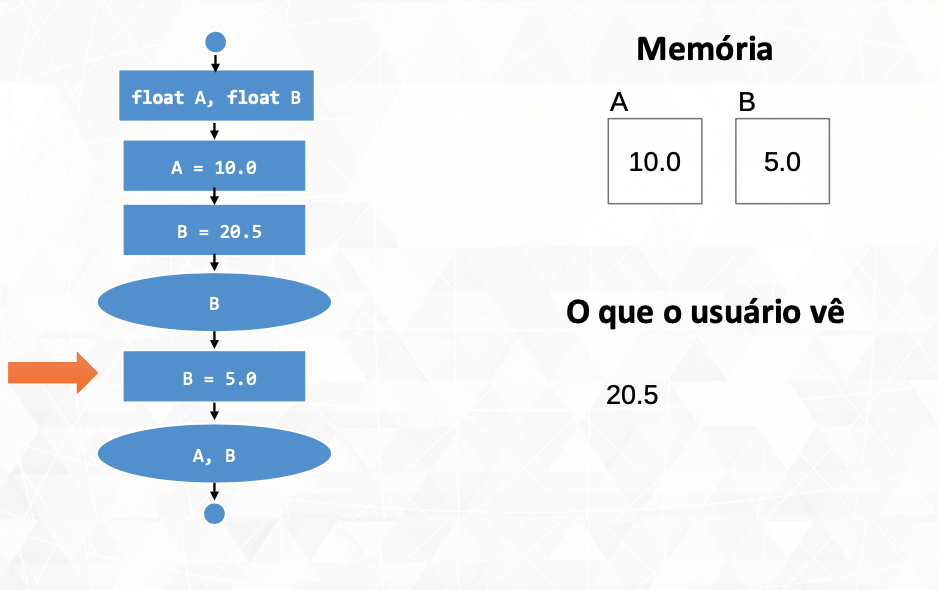 float A, float B
A = 10.0
B = 20.5
B
B = 5.0
A, B
Memória
A B
10.0 5.0
O que o usuário vê
20.5